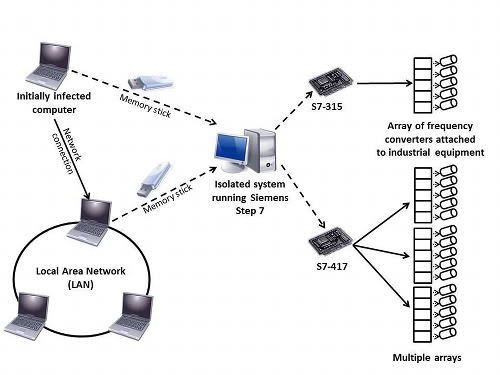 Initially infected
computer
Memory stick
Network
connection
Memory stick
Local Area Network
(LAN)
Isolated system
running Siemens
Step 7
S7-315
S7-417
Array of frequency
converters attached
to industrial equipment
Multiple arrays